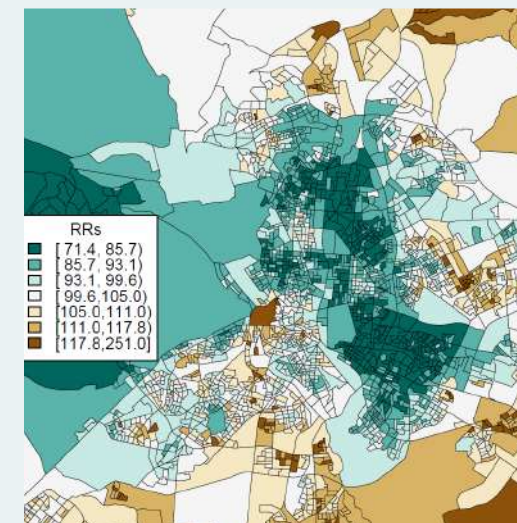 RRs
[ 71.4, 85.7)
[ 85.7, 93.1)
[ 93.1, 99.6)
[ 99.6,105.0)
[105.0,111.0)
[111.0,117.8)
[117.8,251.0]